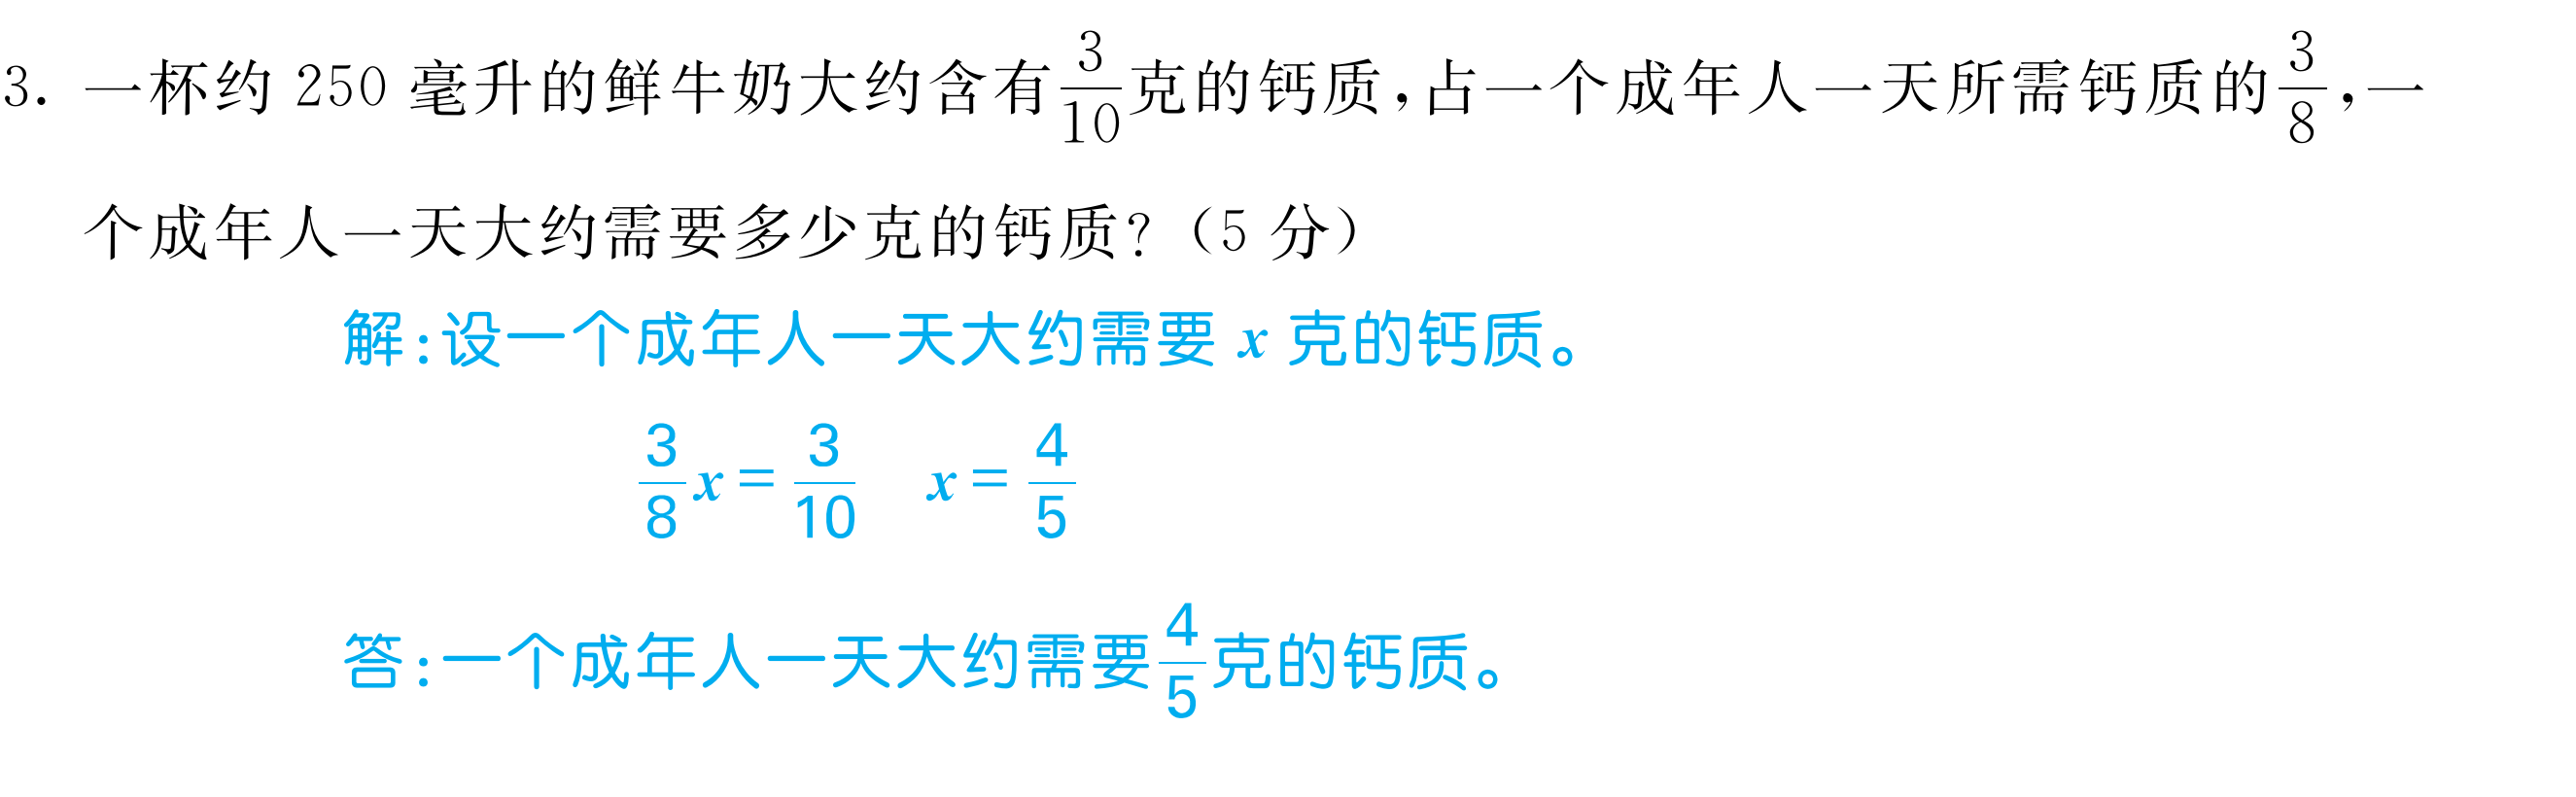 3. 一杯约 250 毫升的鲜牛奶大约含有3/10克的钙质,占一个成年人一天所需钙质的3/8,一
个成年人一天大约需要多少克的钙质?(5 分)
解:设一个成年人一天大约需要 x 克的钙质。
3/8 x = 3/10  x = 4/5
答:一个成年人一天大约需要4/5克的钙质。